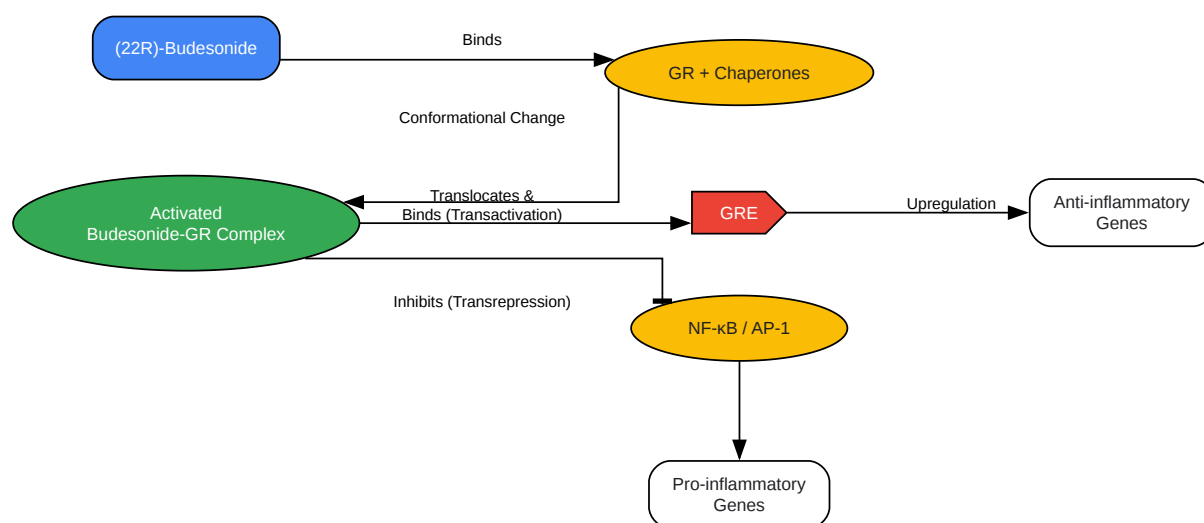 (22R)-Budesonide
Binds
GR + Chaperones
Conformational Change
Activated
Budesonide-GR Complex
Translocates &
Binds (Transactivation)
GRE
Upregulation
Anti-inflammatory
Genes
Inhibits (Transrepression)
NF-κB / AP-1
Pro-inflammatory
Genes